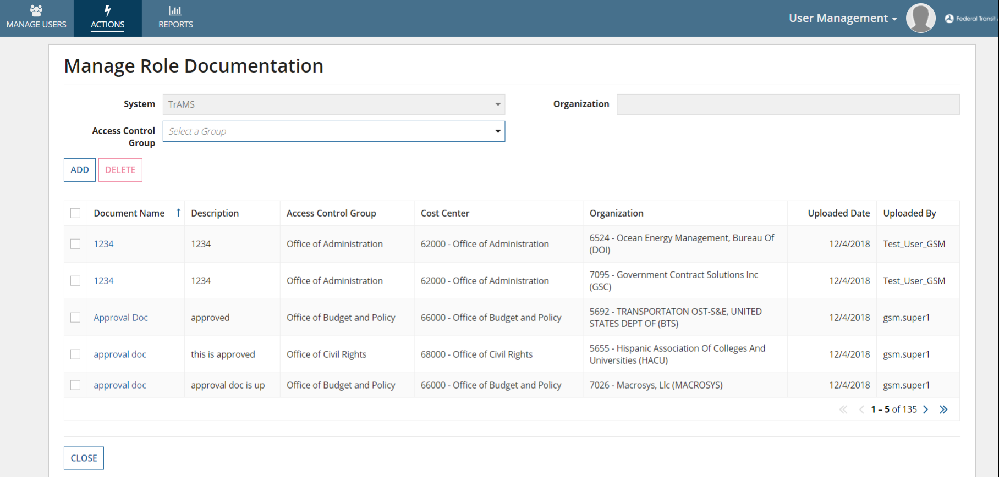 MANAGE USERS
ACTIONS
REPORTS
User Management
Federal Transit
Manage Role Documentation
System
TrAMS
Organization
Access Control
Group
Select a Group
ADD
DELETE
Document Name
Description
Access Control Group
Cost Center
Organization
Uploaded Date
Uploaded By
1234
1234
Office of Administration
62000 - Office of Administration
6524 - Ocean Energy Management, Bureau Of
(DOI)
12/4/2018
Test_User_GSM
1234
1234
Office of Administration
62000 - Office of Administration
7095 - Government Contract Solutions Inc
(GSC)
12/4/2018
Test_User_GSM
Approval Doc
approved
Office of Budget and Policy
66000 - Office of Budget and Policy
5692 - TRANSPORTATON OST-S&E, UNITED
STATES DEPT OF (BTS)
12/4/2018
gsm.super1
approval doc
this is approved
Office of Civil Rights
68000 - Office of Civil Rights
5655 - Hispanic Association Of Colleges And
Universities (HACU)
12/4/2018
gsm.super1
approval doc
approval doc is up
Office of Budget and Policy
66000 - Office of Budget and Policy
7026 - Macrosys, Llc (MACROSYS)
12/4/2018
gsm.super1
1 – 5 of 135
CLOSE